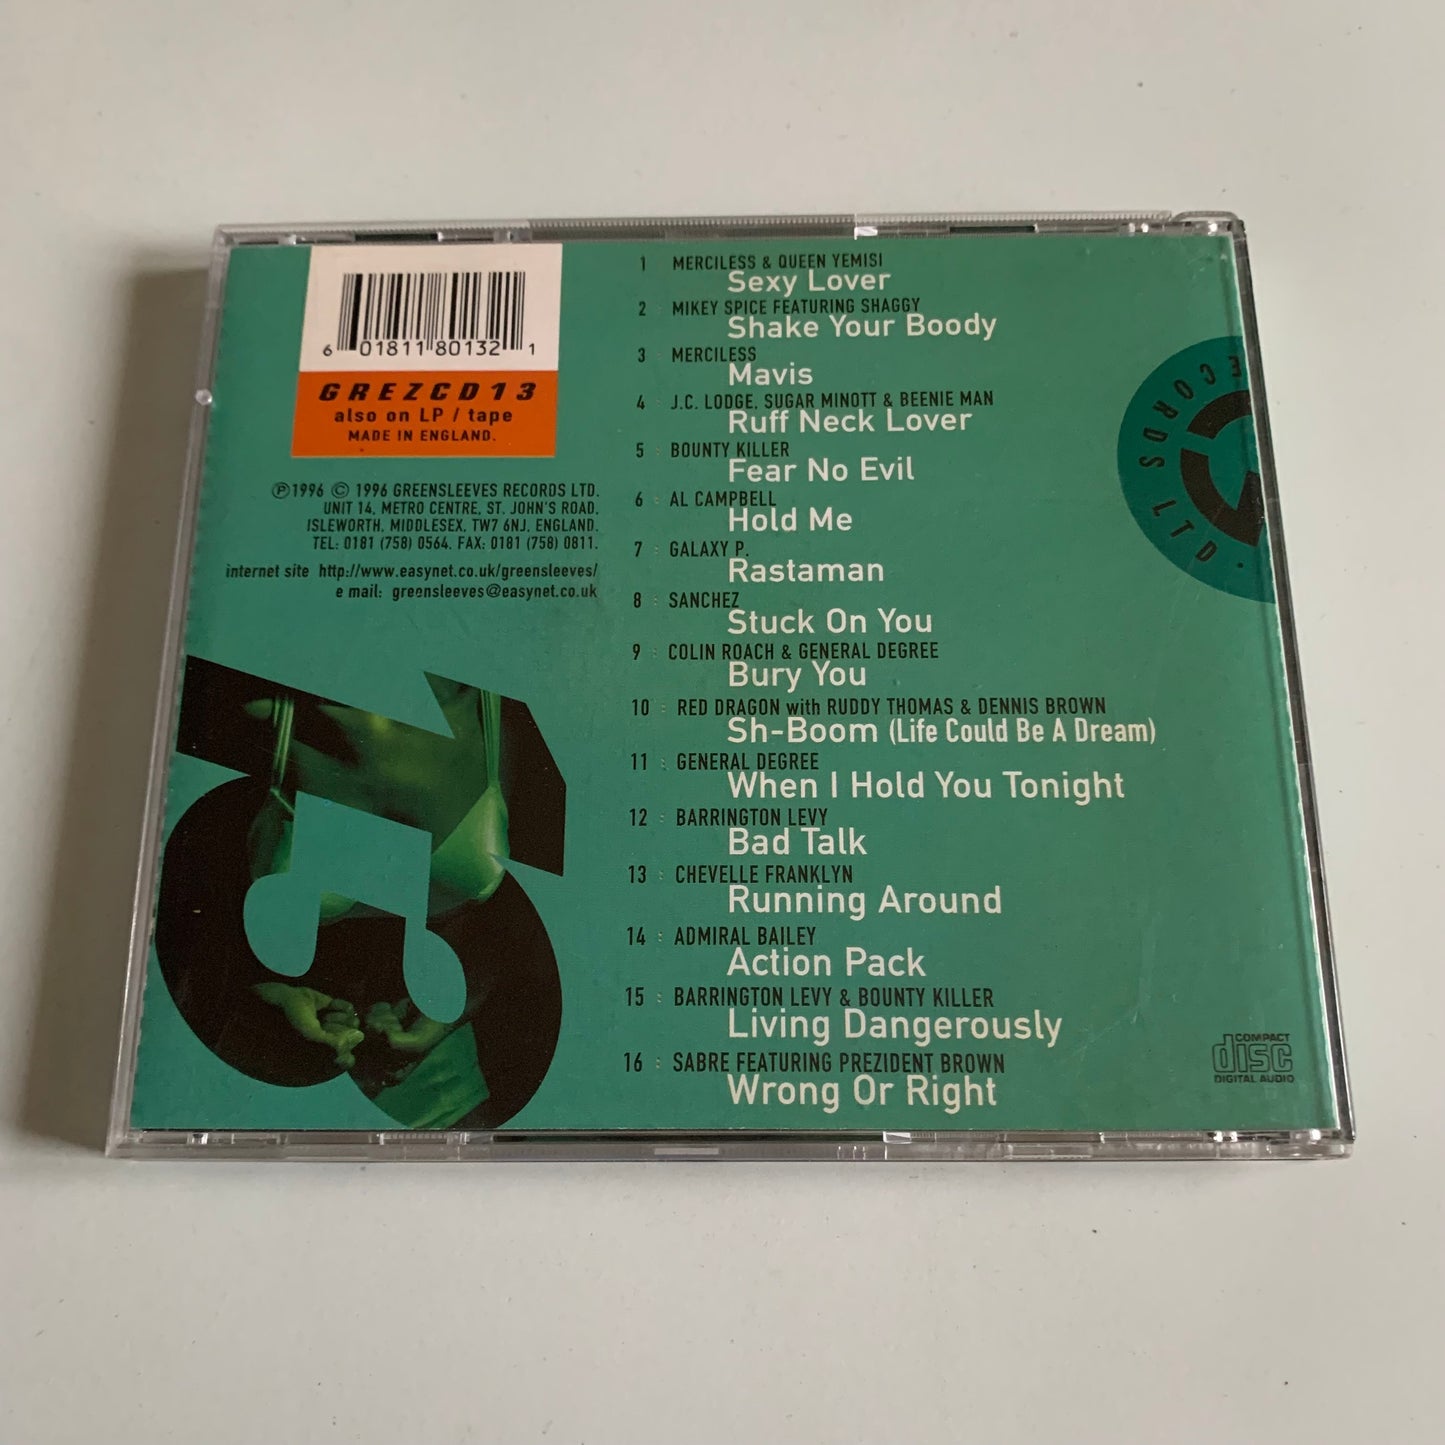 6 01811 80132 1
GREZCD13
also on LP / tape
MADE IN ENGLAND.
Ⓟ1996 © 1996 GREENSLEEVES RECORDS LTD.
UNIT 14, METRO CENTRE, ST. JOHN'S ROAD,
ISLEWORTH, MIDDLESEX, TW7 6NJ. ENGLAND.
TEL: 0181 (758) 0564. FAX: 0181 (758) 0811.
internet site http://www.easynet.co.uk/greensleeves/
e mail: greensleeves@easynet.co.uk
13
1 MERCILESS & QUEEN YEMISI
Sexy Lover
2 : MIKEY SPICE FEATURING SHAGGY
Shake Your Boody
3 : MERCILESS
Mavis
4 : J.C. LODGE, SUGAR MINOTT & BEENIE MAN
Ruff Neck Lover
5 : BOUNTY KILLER
Fear No Evil
6 : AL CAMPBELL
Hold Me
7 : GALAXY P.
Rastaman
8 : SANCHEZ
Stuck On You
9 : COLIN ROACH & GENERAL DEGREE
Bury You
10 : RED DRAGON with RUDDY THOMAS & DENNIS BROWN
Sh-Boom (Life Could Be A Dream)
11 : GENERAL DEGREE
When I Hold You Tonight
12 : BARRINGTON LEVY
Bad Talk
13 : CHEVELLE FRANKLYN
Running Around
14 : ADMIRAL BAILEY
Action Pack
15 : BARRINGTON LEVY & BOUNTY KILLER
Living Dangerously
16 : SABRE FEATURING PREZIDENT BROWN
Wrong Or Right
ECORDS LTD ·
COMPACT
disc
DIGITAL AUDIO